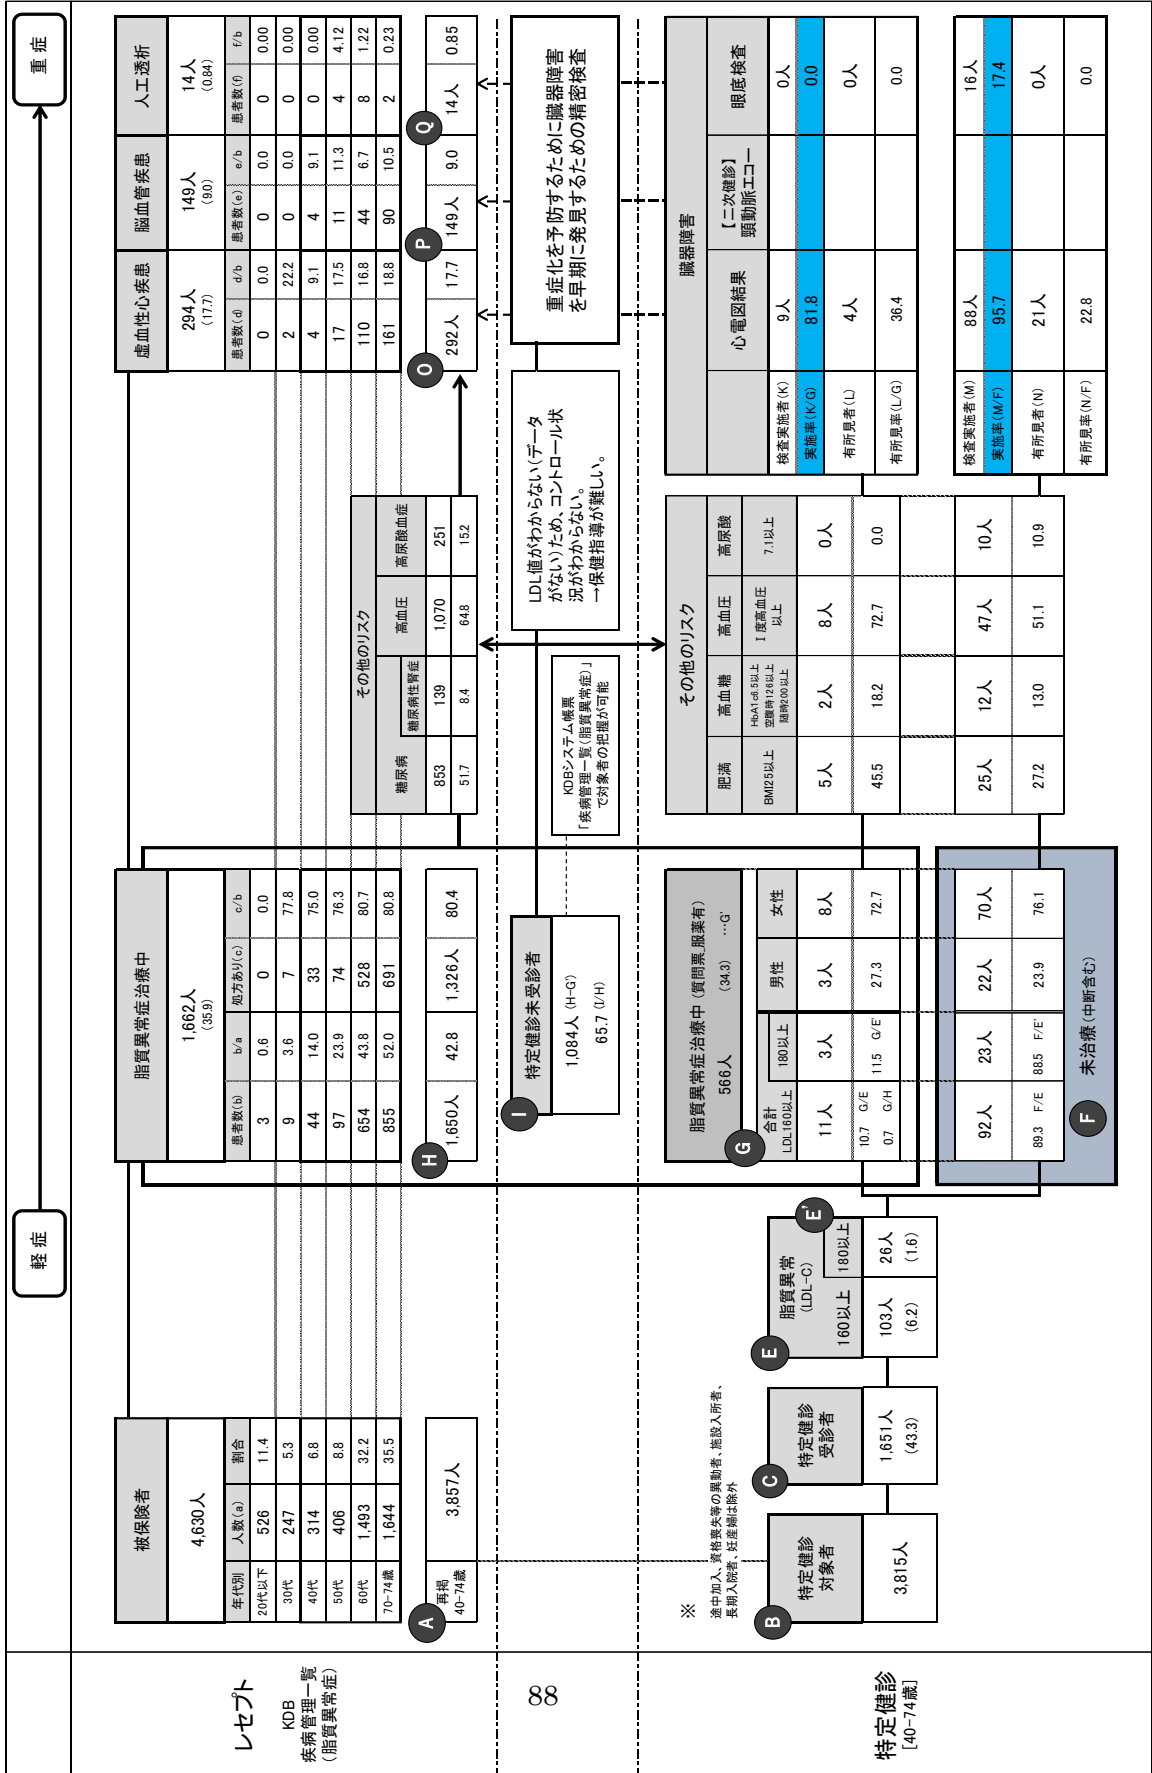 軽症
重症
レセプト
KDB
疾病管理一覧
（脂質異常症）
被保険者
4,630人
年代別 人数(a) 割合
20代以下 526 11.4
30代 247 5.3
40代 314 6.8
50代 406 8.8
60代 1,493 32.2
70-74歳 1,644 35.5
A
再掲
40-74歳
3,857人
脂質異常症治療中
1,662人
(35.9)
患者数(b) b/a 処方あり(c) c/b
3 0.6 0 0.0
9 3.6 7 77.8
44 14.0 33 75.0
97 23.9 74 76.3
654 43.8 528 80.7
855 52.0 691 80.8
H
1,650人 42.8 1,326人 80.4
その他のリスク
糖尿病 糖尿病性腎症 高血圧 高尿酸血症
853 139 1,070 251
51.7 8.4 64.8 15.2
虚血性心疾患 脳血管疾患 人工透析
294人 149人 14人
(17.7) (9.0) (0.84)
患者数(d) d/b 患者数(e) e/b 患者数(f) f/b
0 0.0 0 0.0 0 0.00
2 22.2 0 0.0 0 0.00
4 9.1 4 9.1 0 0.00
17 17.5 11 11.3 4 4.12
110 16.8 44 6.7 8 1.22
161 18.8 90 10.5 2 0.23
O P Q
292人 17.7 149人 9.0 14人 0.85
88
I
特定健診未受診者
1,084人 (H-G')
65.7 (I/H)
KDBシステム帳票
「疾病管理一覧(脂質異常症)」
で対象者の把握が可能
LDL値がわからない(データ
がない)ため、コントロール状
況がわからない。
→保健指導が難しい。
重症化を予防するために臓器障害
を早期に発見するための精密検査
特定健診
[40-74歳]
※
途中加入、資格喪失等の異動者、施設入所者、
長期入院者、妊産婦は除外
B
特定健診
対象者
3,815人
C
特定健診
受診者
1,651人
(43.3)
E
E'
脂質異常
(LDL-C)
160以上 180以上
103人 26人
(6.2) (1.6)
G
脂質異常症治療中 (質問票_服薬有)
566人 (34.3) …G'
合計
LDL160以上 180以上 男性 女性
11人 3人 3人 8人
10.7 G/E 11.5 G/E' 27.3 72.7
0.7 G/H
92人 23人 22人 70人
89.3 F/E 88.5 F/E' 23.9 76.1
F
未治療(中断含む)
その他のリスク
肥満 高血糖 高血圧 高尿酸
BMI25以上 HbA1c6.5以上
空腹時126以上
随時200以上
Ⅰ度高血圧
以上
7.1以上
5人 2人 8人 0人
45.5 18.2 72.7 0.0
25人 12人 47人 10人
27.2 13.0 51.1 10.9
臓器障害
心電図結果 【二次健診】
頸動脈エコー
眼底検査
検査実施者(K) 9人 0人
実施率(K/G) 81.8 0.0
有所見者(L) 4人 0人
有所見率(L/G) 36.4 0.0
検査実施者(M) 88人 16人
実施率(M/F) 95.7 17.4
有所見者(N) 21人 0人
有所見率(N/F) 22.8 0.0